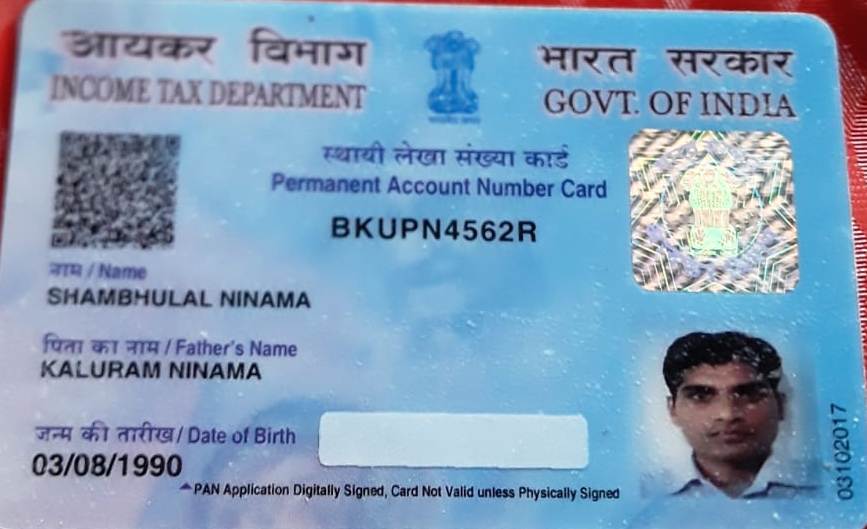 आयकर विभाग
INCOME TAX DEPARTMENT
भारत सरकार
GOVT. OF INDIA
स्थायी लेखा संख्या कार्ड
Permanent Account Number Card
BKUPN4562R
नाम / Name
SHAMBHULAL NINAMA
पिता का नाम / Father's Name
KALURAM NINAMA
जन्म की तारीख / Date of Birth
03/08/1990
PAN Application Digitally Signed, Card Not Valid unless Physically Signed
03102017